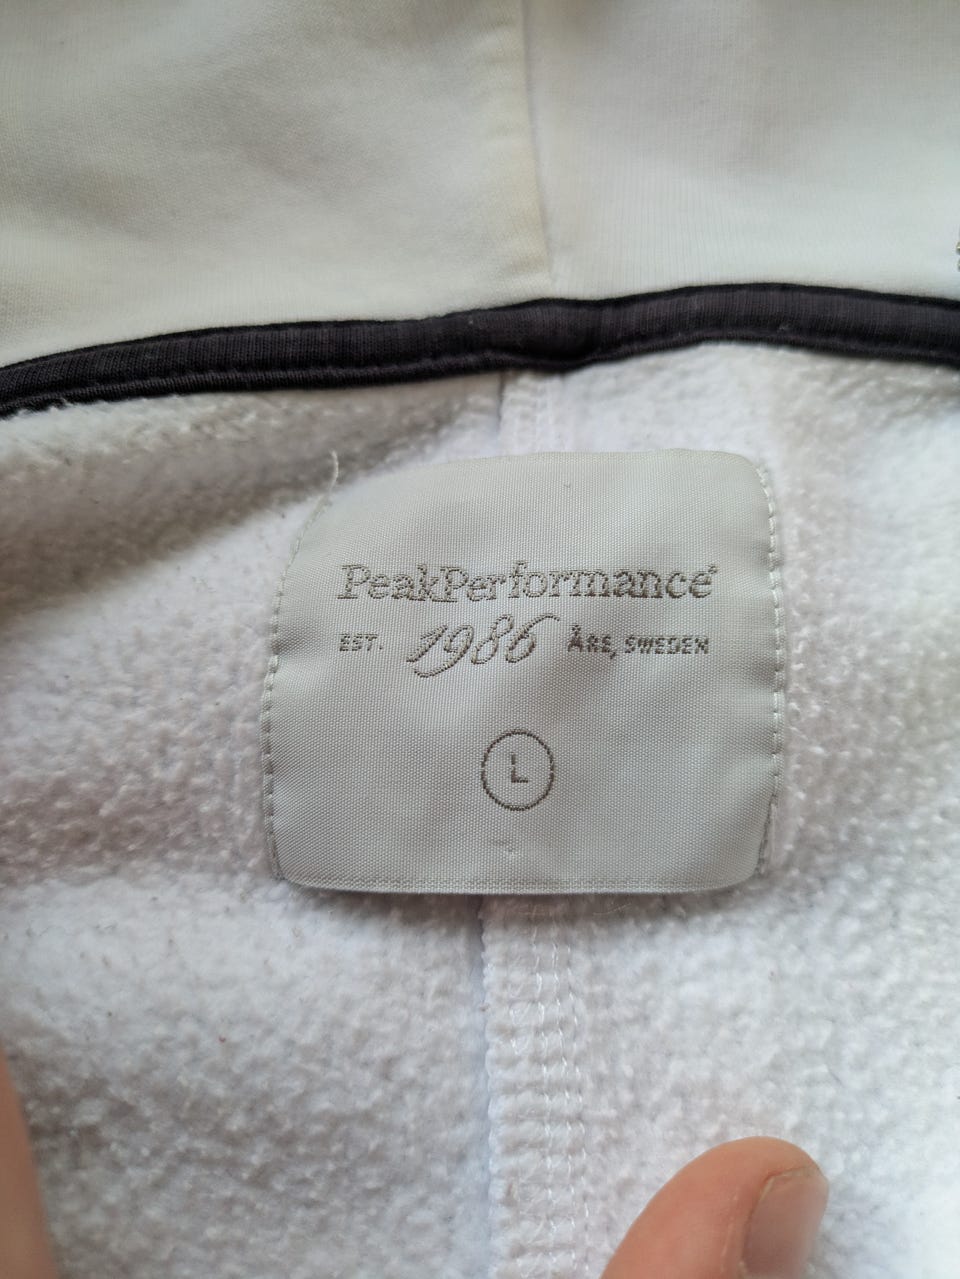 PeakPerformance®
EST. 1986 ÅRE, SWEDEN
L